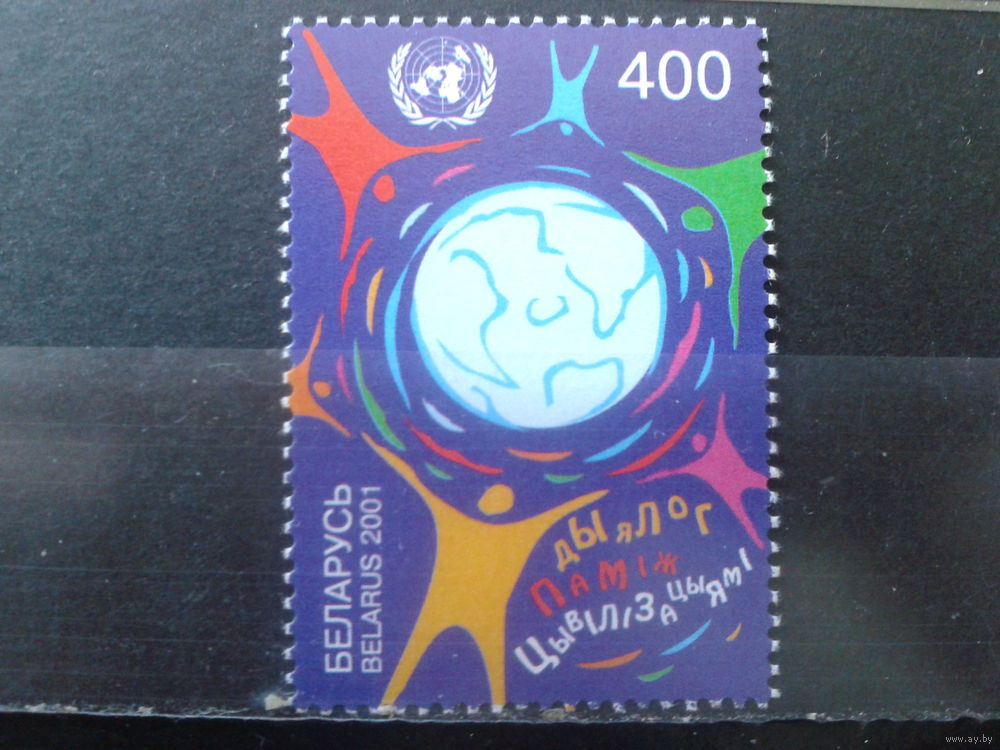 400
БЕЛАРУСЬ
BELARUS 2001
ДЫЯЛОГ
ПАМІЖ
ЦЫВІЛІЗАЦЫЯМІ
www.ay.by